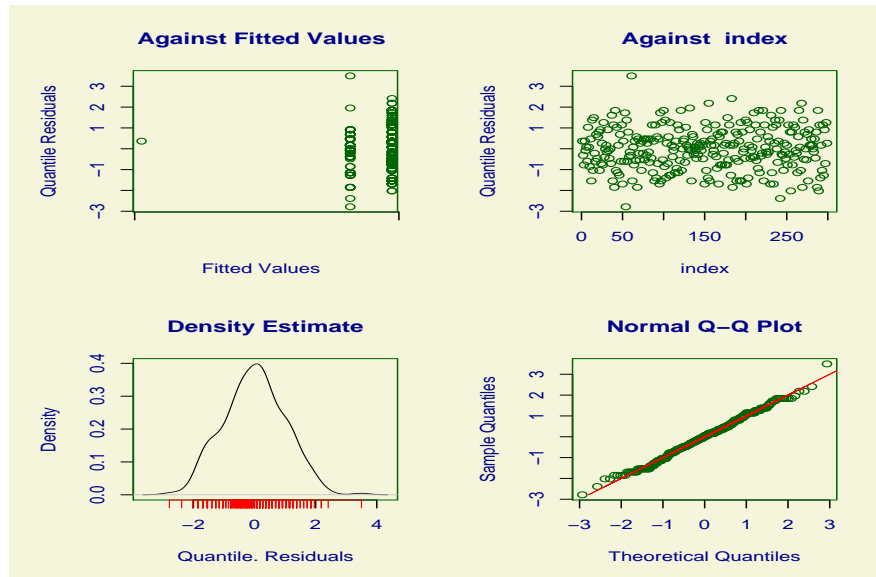 Against Fitted Values
Quantile Residuals
3
2
1
-1
-3
Fitted Values
Against index
Quantile Residuals
3
2
1
-1
-3
0 50 150 250
index
Density Estimate
Density
0.4
0.3
0.2
0.1
0.0
-2 0 2 4
Quantile. Residuals
Normal Q-Q Plot
Sample Quantiles
3
1
-1
-3
-3 -2 -1 0 1 2 3
Theoretical Quantiles